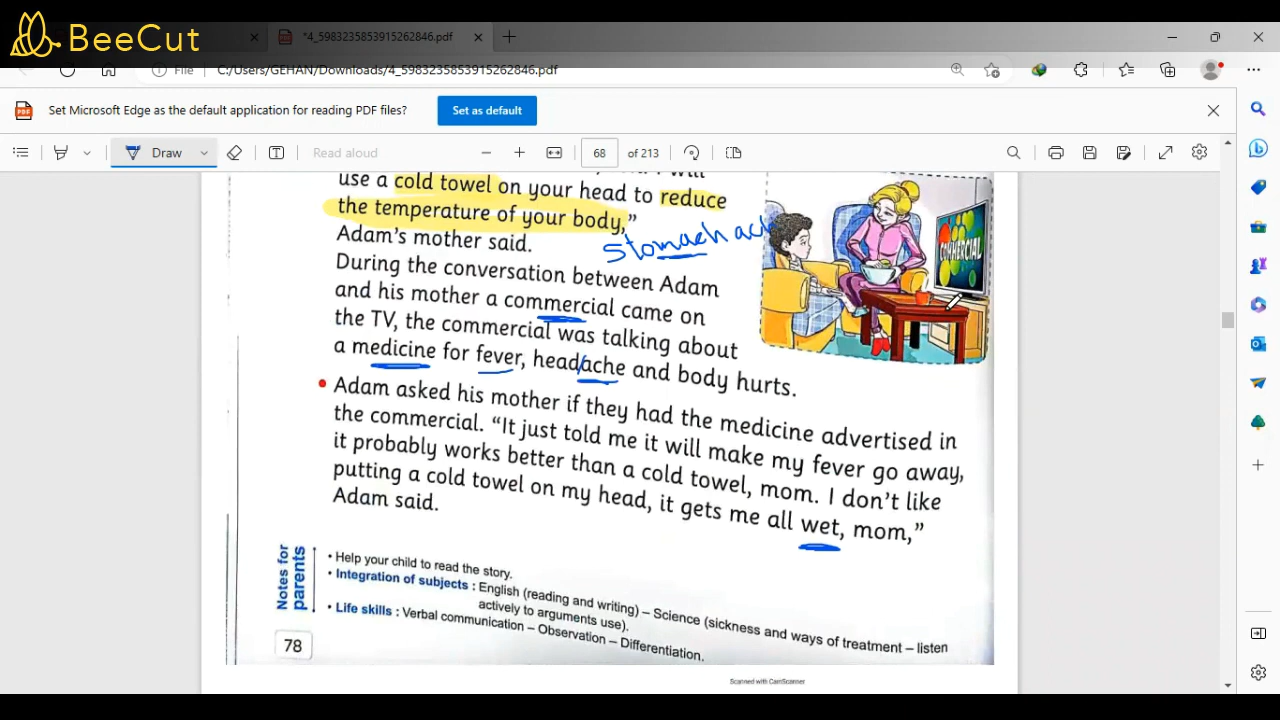 BeeCut
*4_5983235853915262846.pdf
File C:/Users/GEHAN/Downloads/4_5983235853915262846.pdf
Set Microsoft Edge as the default application for reading PDF files? Set as default
Draw Read aloud 68 of 213
use a cold towel on your head to reduce
the temperature of your body,"
Adam's mother said.
stomach
During the conversation between Adam
and his mother a commercial came on
the TV, the commercial was talking about
a medicine for fever, headache and body hurts.
COMMERCIAL
Adam asked his mother if they had the medicine advertised in
the commercial. "It just told me it will make my fever go away,
it probably works better than a cold towel, mom. I don't like
putting a cold towel on my head, it gets me all wet, mom,"
Adam said.
Notes for
parents
• Help your child to read the story.
• Integration of subjects : English (reading and writing) – Science (sickness and ways of treatment – listen
actively to arguments use).
• Life skills : Verbal communication – Observation – Differentiation.
78
Scanned with CamScanner